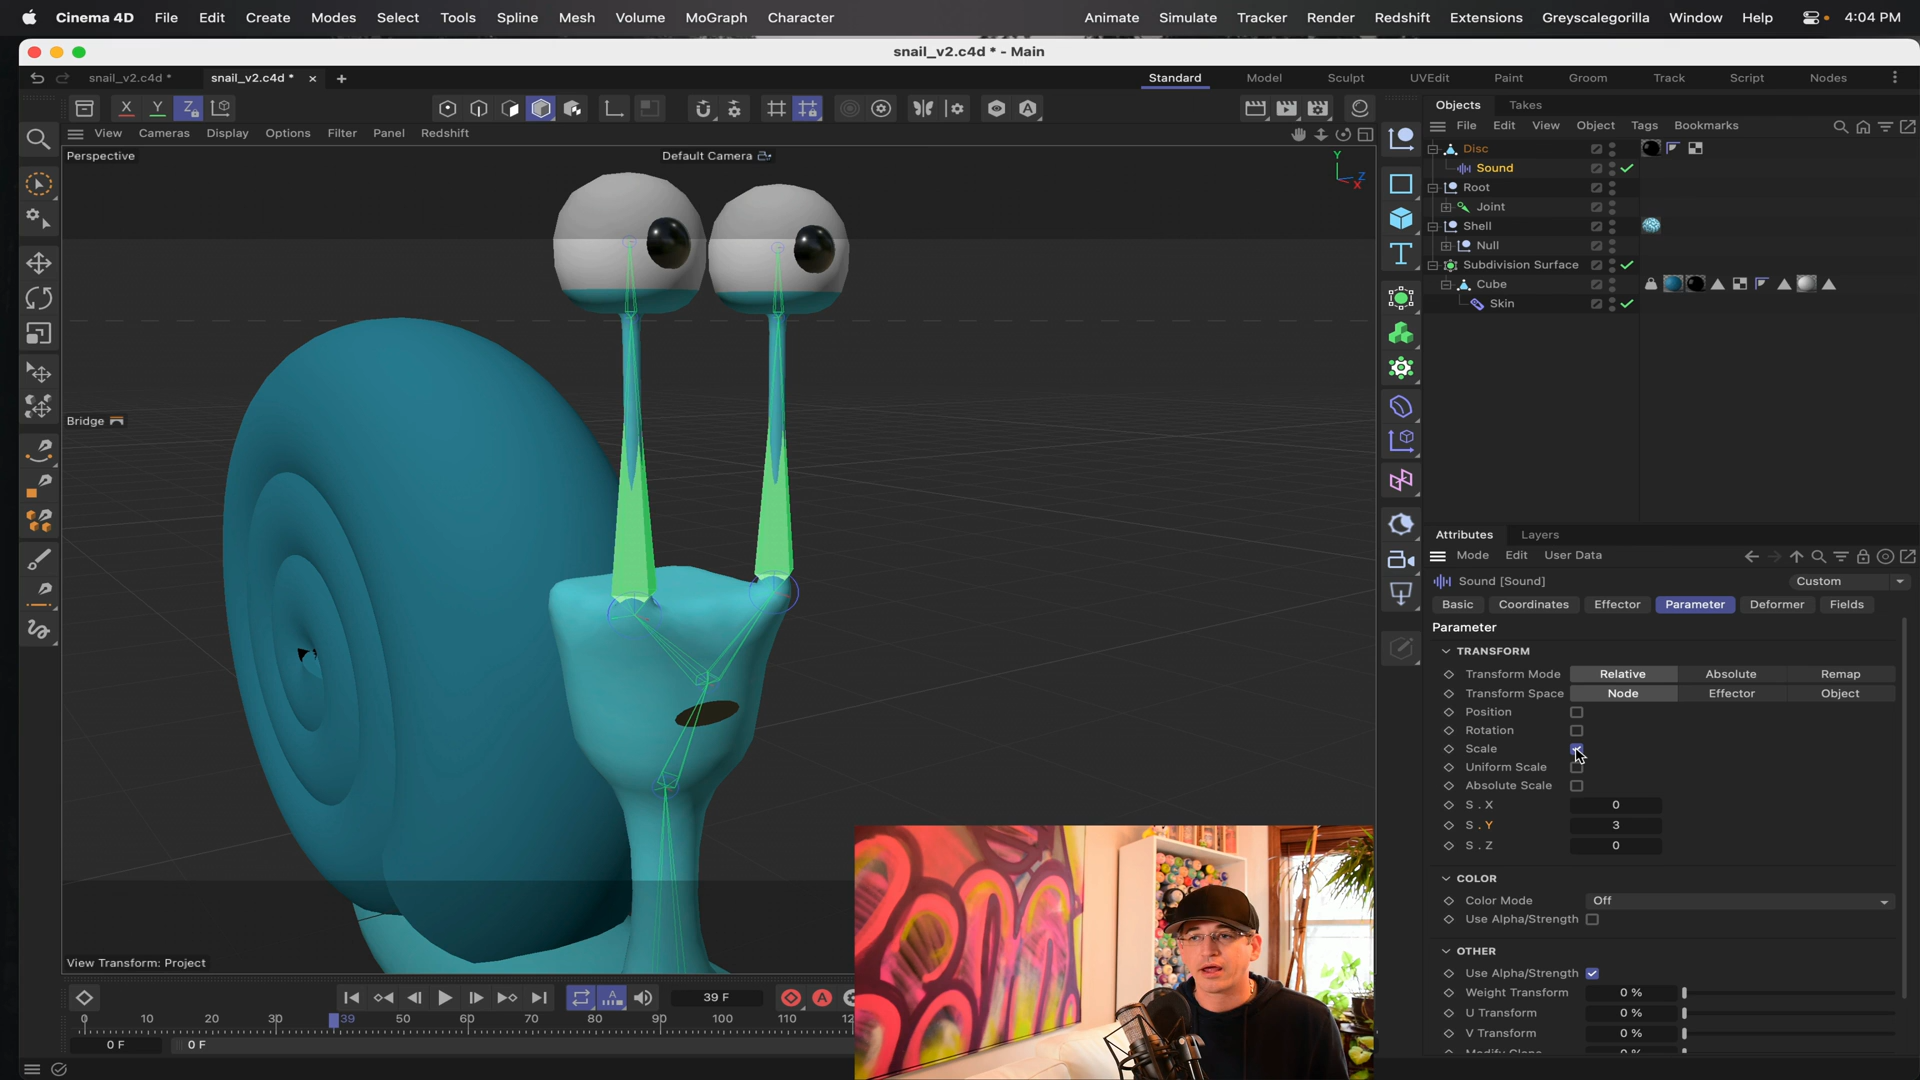 Cinema 4D File Edit Create Modes Select Tools Spline Mesh Volume MoGraph Character Animate Simulate Tracker Render Redshift Extensions Greyscalegorilla Window Help 4:04 PM
snail_v2.c4d * - Main
snail_v2.c4d * snail_v2.c4d * Standard Model Sculpt UVEdit Paint Groom Track Script Nodes
X Y Z
Objects Takes
View Cameras Display Options Filter Panel Redshift
File Edit View Object Tags Bookmarks
Perspective Default Camera
Y
Z
X
Disc
Sound
Root
Joint
Shell
Null
Subdivision Surface
Cube
Skin
Bridge
Attributes Layers
Mode Edit User Data
Sound [Sound] Custom
Basic Coordinates Effector Parameter Deformer Fields
Parameter
TRANSFORM
Transform Mode Relative Absolute Remap
Transform Space Node Effector Object
Position
Rotation
Scale
Uniform Scale
Absolute Scale
S . X 0
S . Y 3
S . Z 0
COLOR
Color Mode Off
Use Alpha/Strength
OTHER
Use Alpha/Strength
Weight Transform 0 %
U Transform 0 %
V Transform 0 %
View Transform: Project
39 F
0 10 20 30 39 50 60 70 80 90 100 110
0 F 0 F